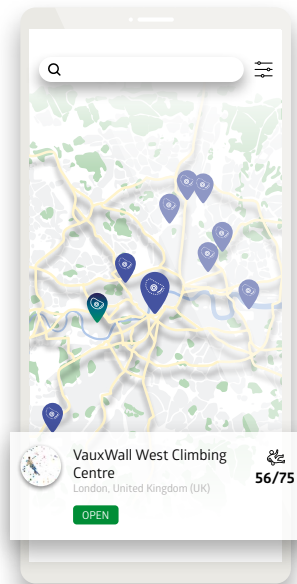 VauxWall West Climbing
Centre
London, United Kingdom (UK)
56/75
OPEN